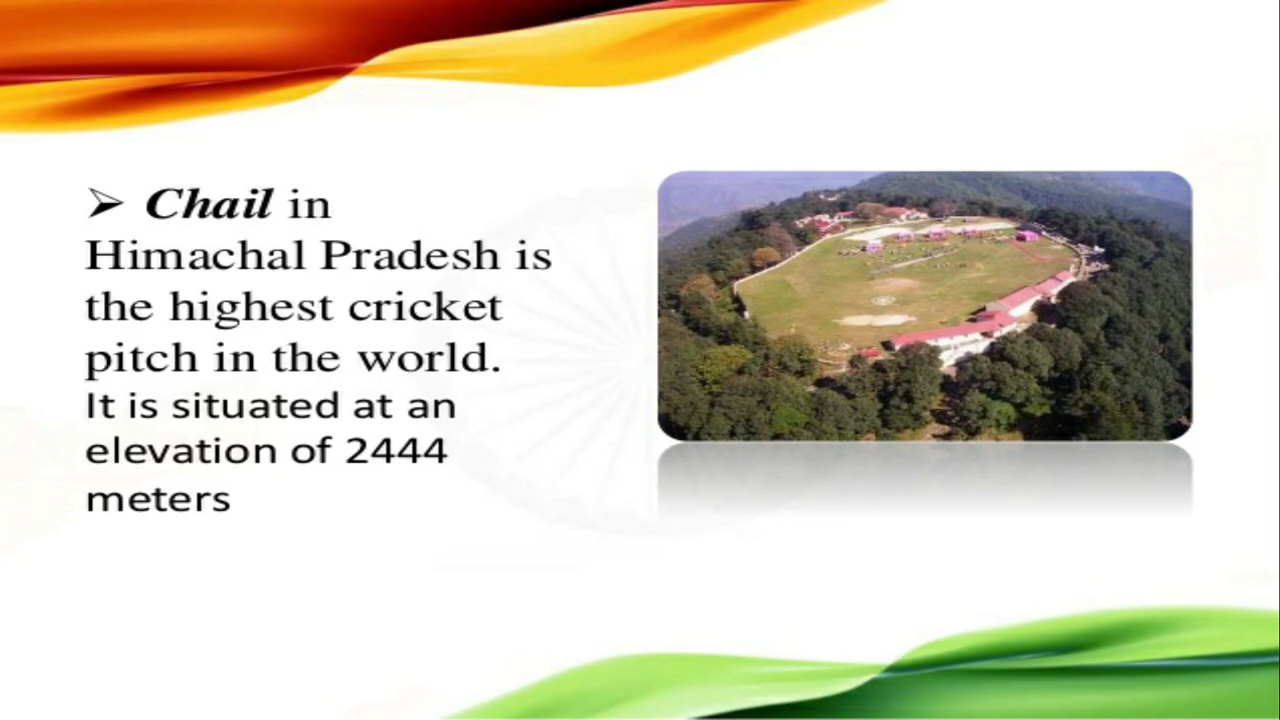 ➢ Chail in
Himachal Pradesh is
the highest cricket
pitch in the world.
It is situated at an
elevation of 2444
meters